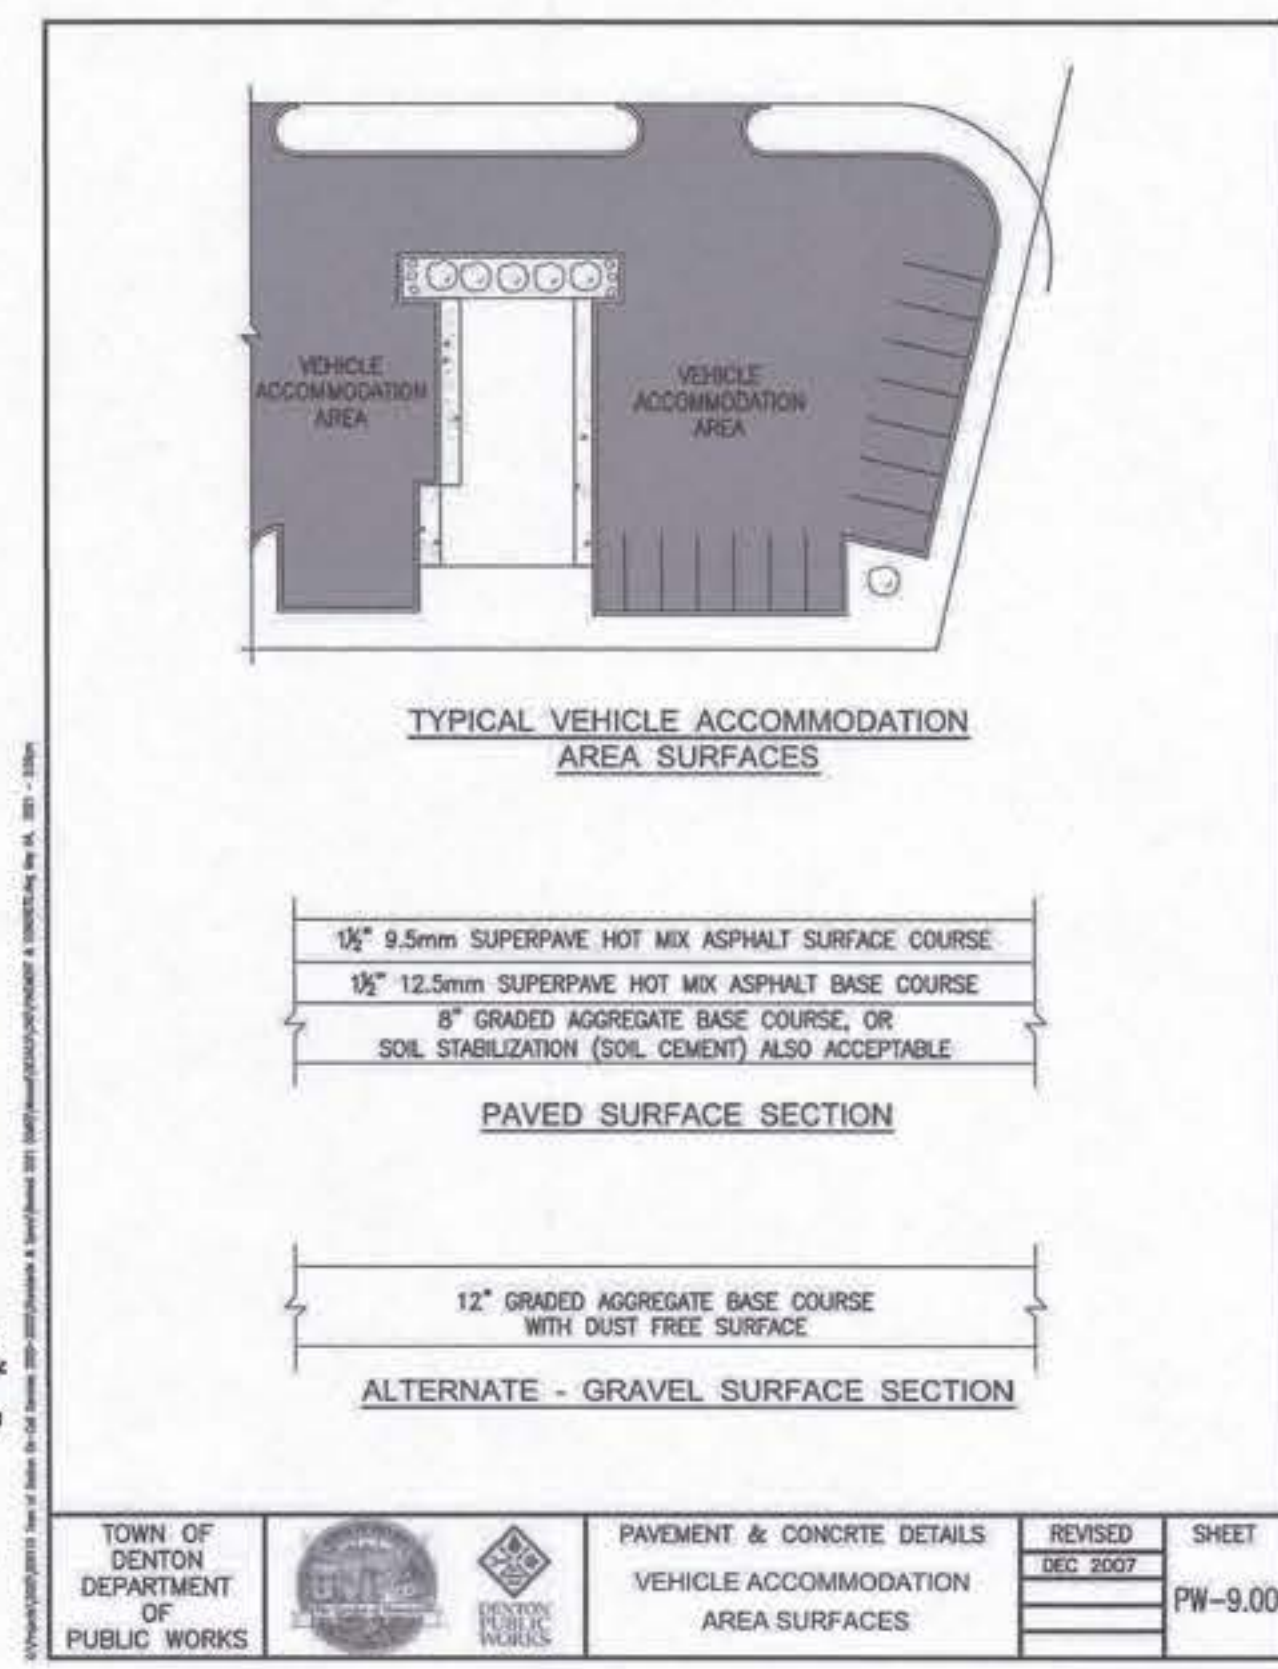 VEHICLE
ACCOMMODATION
AREA
VEHICLE
ACCOMMODATION
AREA
TYPICAL VEHICLE ACCOMMODATION
AREA SURFACES
1½" 9.5mm SUPERPAVE HOT MIX ASPHALT SURFACE COURSE
1½" 12.5mm SUPERPAVE HOT MIX ASPHALT BASE COURSE
8" GRADED AGGREGATE BASE COURSE, OR
SOIL STABILIZATION (SOIL CEMENT) ALSO ACCEPTABLE
PAVED SURFACE SECTION
12" GRADED AGGREGATE BASE COURSE
WITH DUST FREE SURFACE
ALTERNATE - GRAVEL SURFACE SECTION
TOWN OF
DENTON
DEPARTMENT
OF
PUBLIC WORKS
DENTON
PUBLIC
WORKS
PAVEMENT & CONCRTE DETAILS
VEHICLE ACCOMMODATION
AREA SURFACES
REVISED
DEC 2007
SHEET
PW-9.00